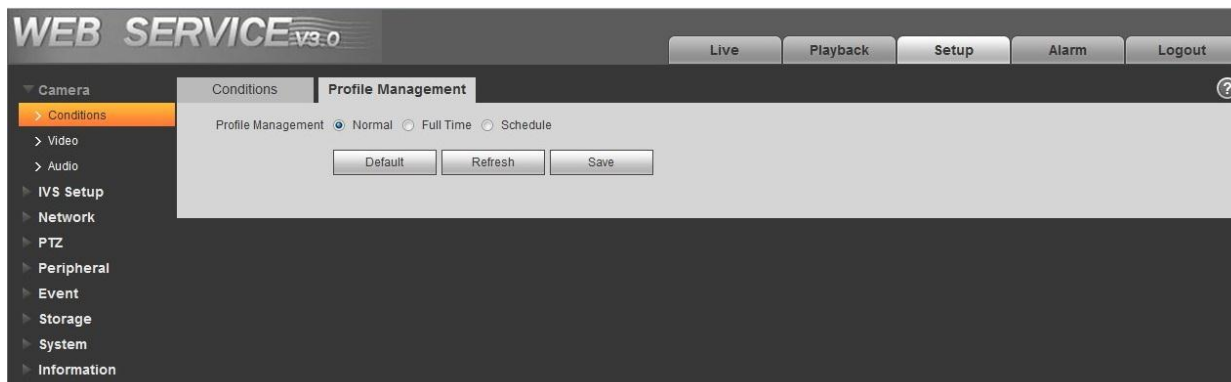 WEB SERVICE V3.0
Live Playback Setup Alarm Logout
Camera
Conditions Profile Management ?
> Conditions
Profile Management Normal Full Time Schedule
> Video
Default Refresh Save
> Audio
IVS Setup
Network
PTZ
Peripheral
Event
Storage
System
Information